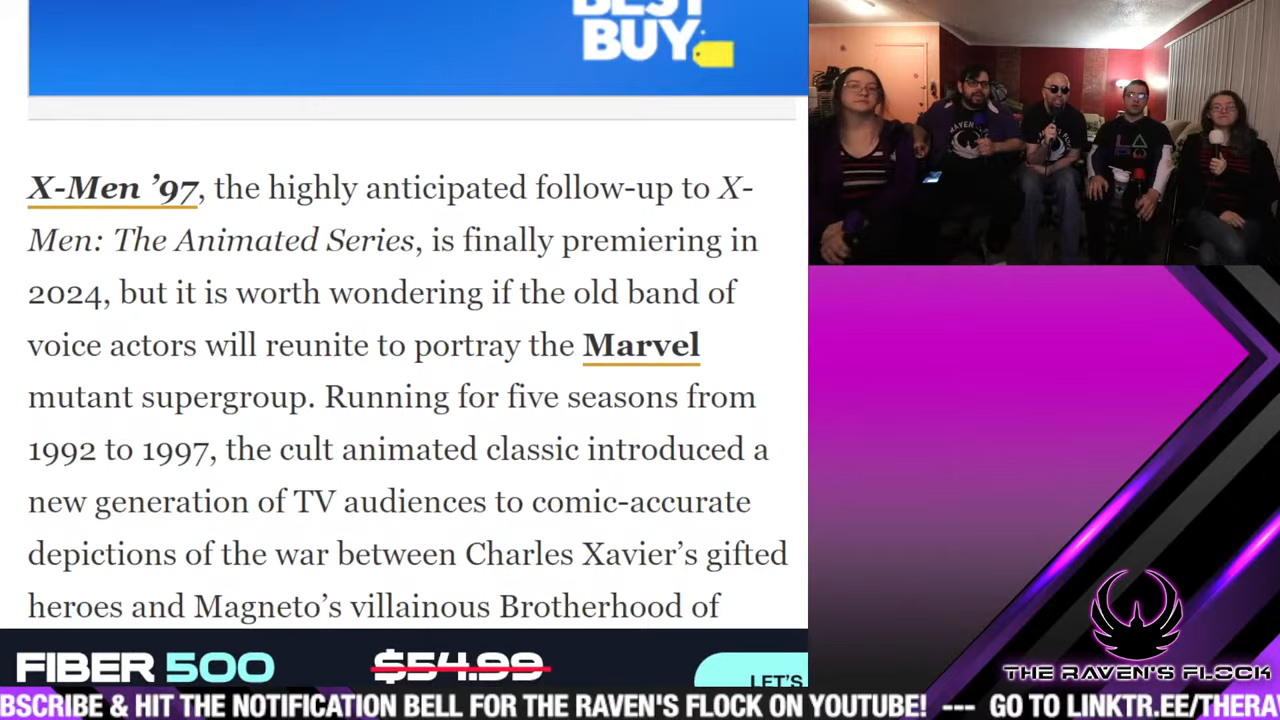 BEST
BUY
X-Men ’97, the highly anticipated follow-up to X-
Men: The Animated Series, is finally premiering in
2024, but it is worth wondering if the old band of
voice actors will reunite to portray the Marvel
mutant supergroup. Running for five seasons from
1992 to 1997, the cult animated classic introduced a
new generation of TV audiences to comic-accurate
depictions of the war between Charles Xavier’s gifted
heroes and Magneto’s villainous Brotherhood of
FIBER 500
$54.99
LET'S
THE RAVEN'S FLOCK
BSCRIBE & HIT THE NOTIFICATION BELL FOR THE RAVEN'S FLOCK ON YOUTUBE! --- GO TO LINKTR.EE/THERA